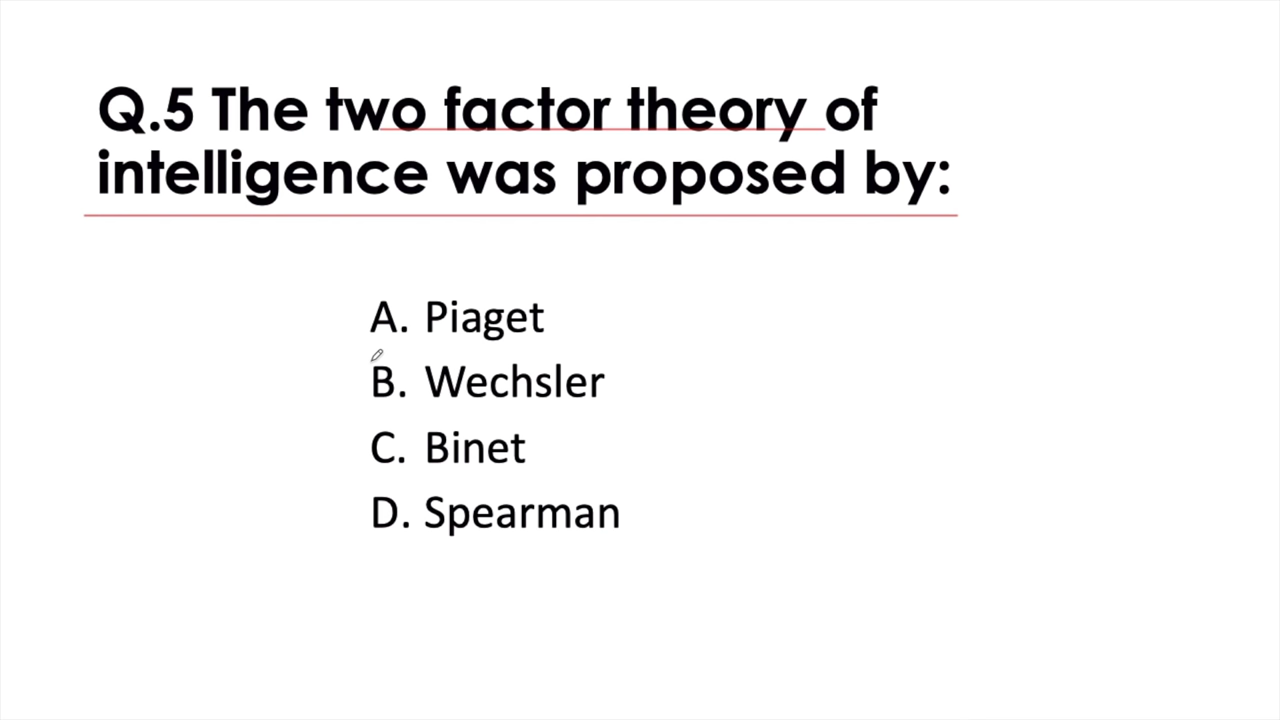 Q.5 The two factor theory of
intelligence was proposed by:
A. Piaget
B. Wechsler
C. Binet
D. Spearman